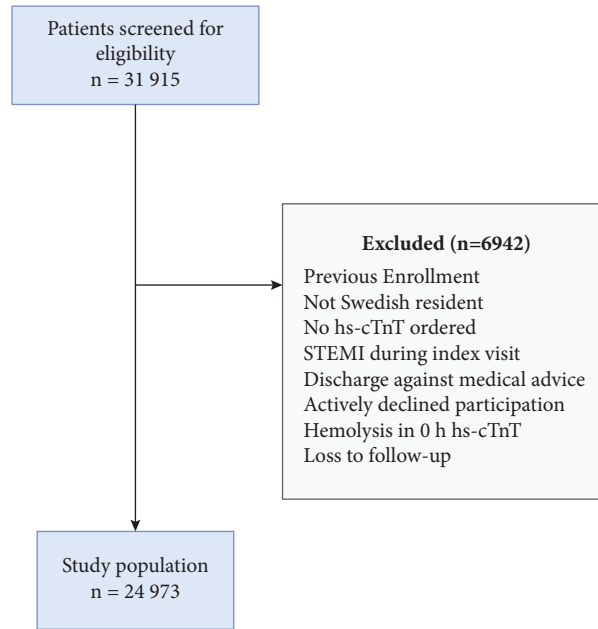 Patients screened for
eligibility
n = 31 915
Excluded (n=6942)
Previous Enrollment
Not Swedish resident
No hs-cTnT ordered
STEMI during index visit
Discharge against medical advice
Actively declined participation
Hemolysis in 0 h hs-cTnT
Loss to follow-up
Study population
n = 24 973